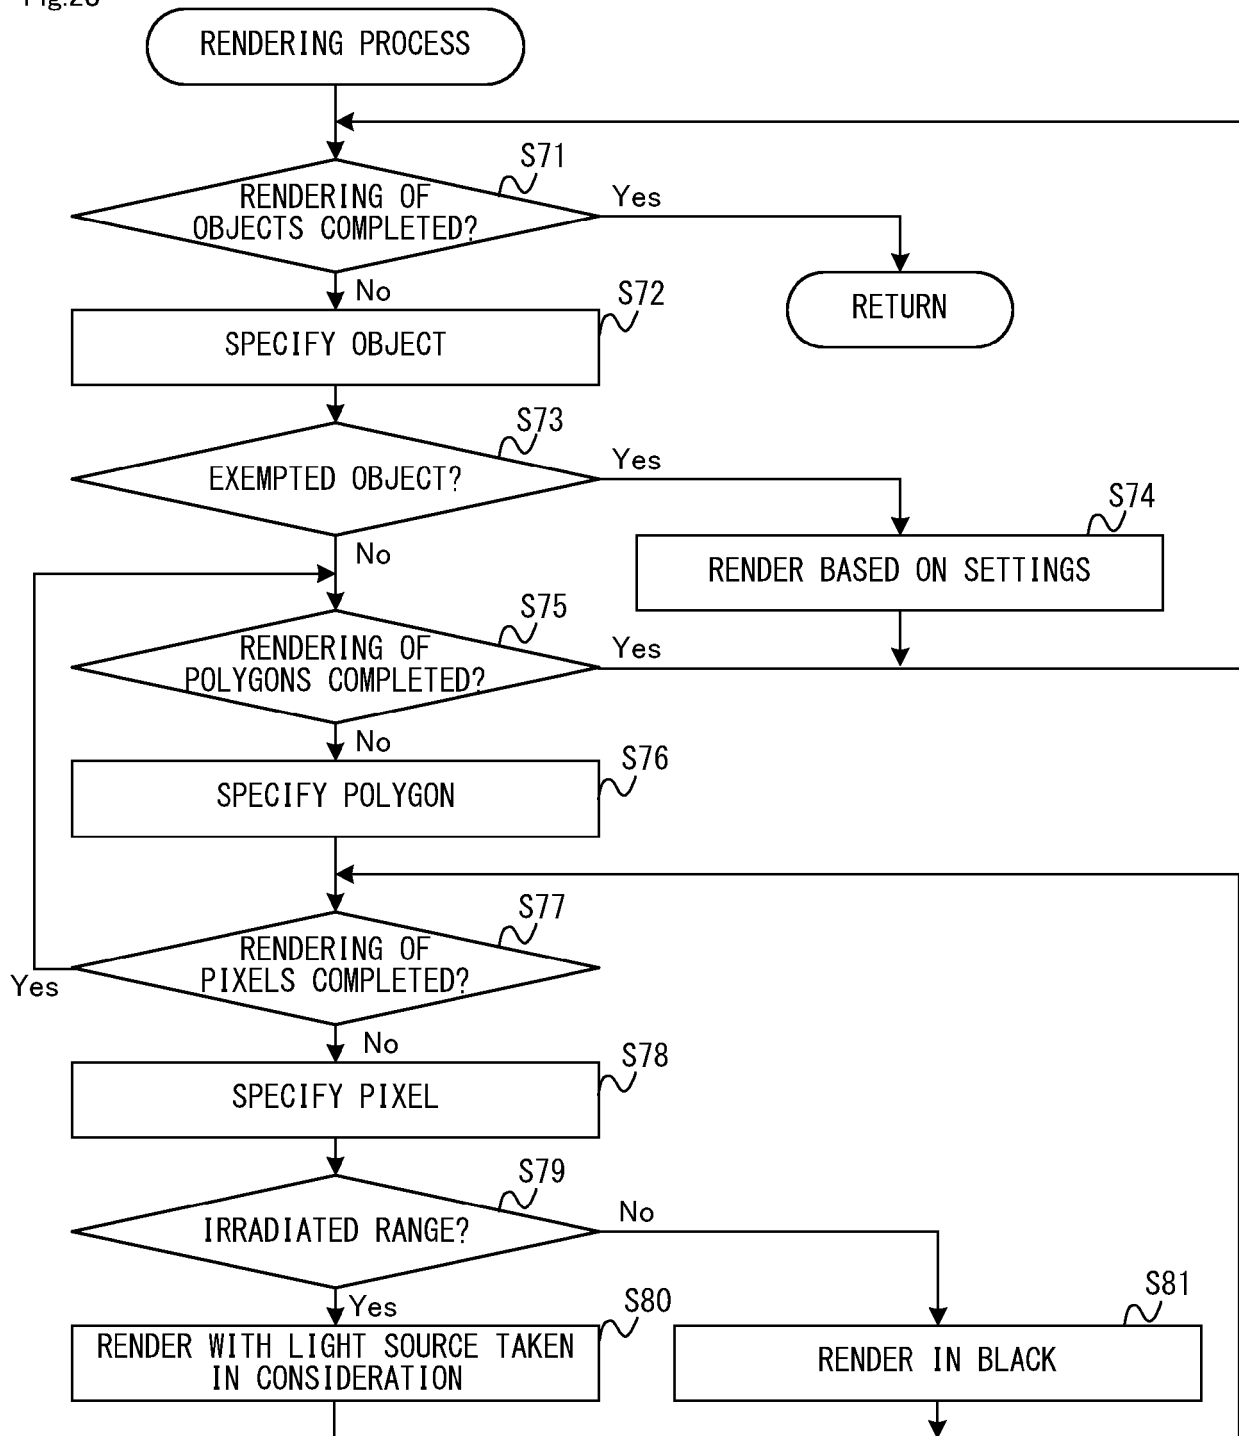 RENDERING PROCESS
S71
RENDERING OF
OBJECTS COMPLETED?
Yes
No
RETURN
S72
SPECIFY OBJECT
S73
EXEMPTED OBJECT?
Yes
No
S74
RENDER BASED ON SETTINGS
S75
RENDERING OF
POLYGONS COMPLETED?
Yes
No
S76
SPECIFY POLYGON
S77
RENDERING OF
PIXELS COMPLETED?
Yes
No
S78
SPECIFY PIXEL
S79
IRRADIATED RANGE?
No
Yes
S80
RENDER WITH LIGHT SOURCE TAKEN
IN CONSIDERATION
S81
RENDER IN BLACK